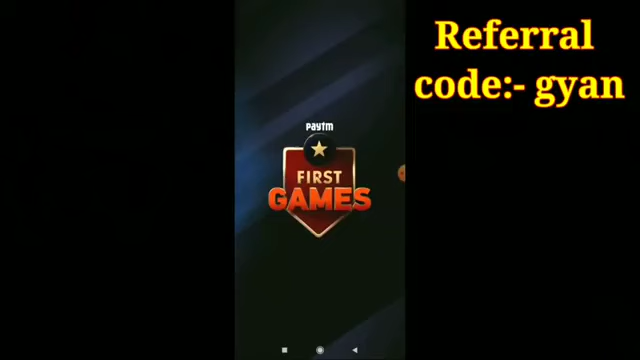 Referral
code:- gyan
paytm
FIRST
GAMES